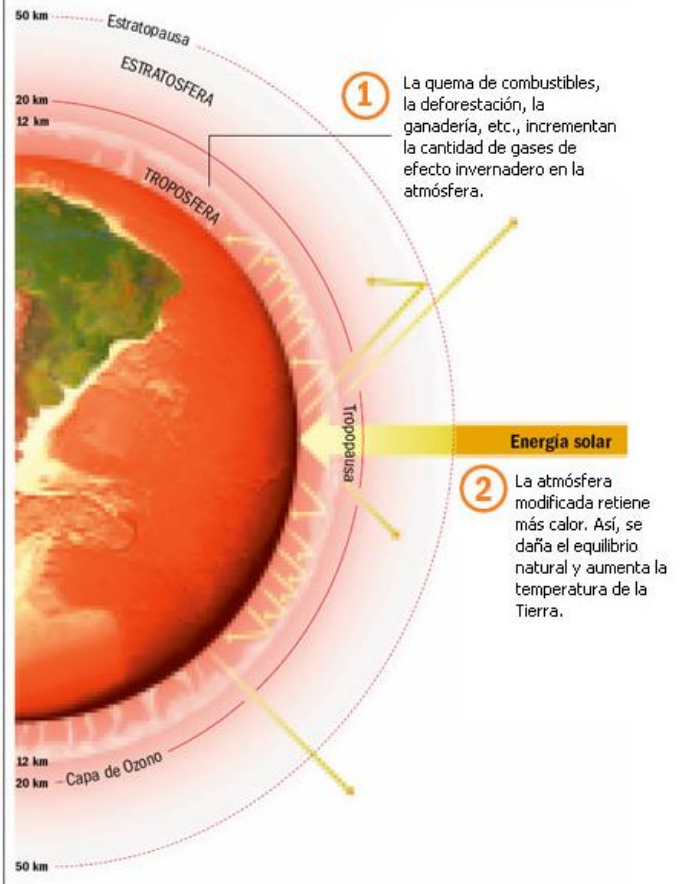 50 km
Estratopausa
ESTRATOSFERA
20 km
12 km
TROPOSFERA
1
La quema de combustibles,
la deforestación, la
ganadería, etc., incrementan
la cantidad de gases de
efecto invernadero en la
atmósfera.
Tropopausa
Energía solar
2
La atmósfera
modificada retiene
más calor. Así, se
daña el equilibrio
natural y aumenta la
temperatura de la
Tierra.
12 km
20 km
Capa de Ozono
50 km